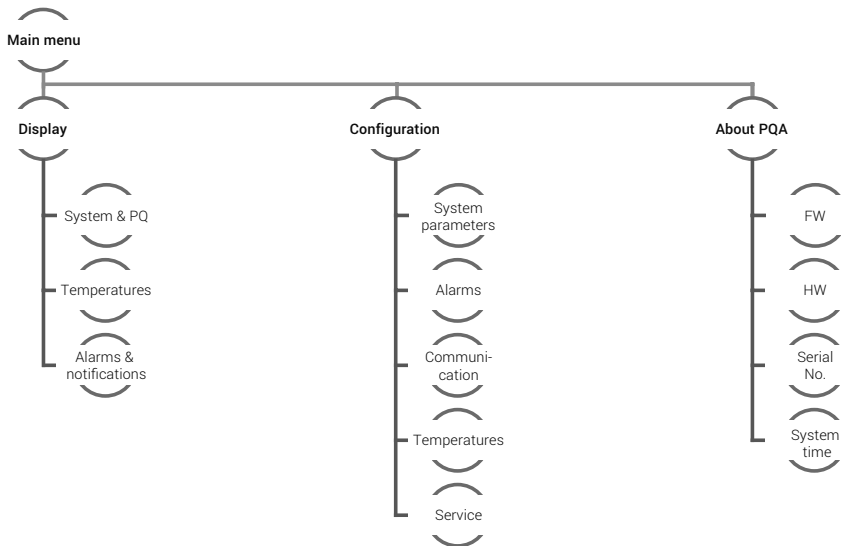 Main menu
Display
System & PQ
Temperatures
Alarms &
notifications
Configuration
System
parameters
Alarms
Communi-
cation
Temperatures
Service
About PQA
FW
HW
Serial
No.
System
time